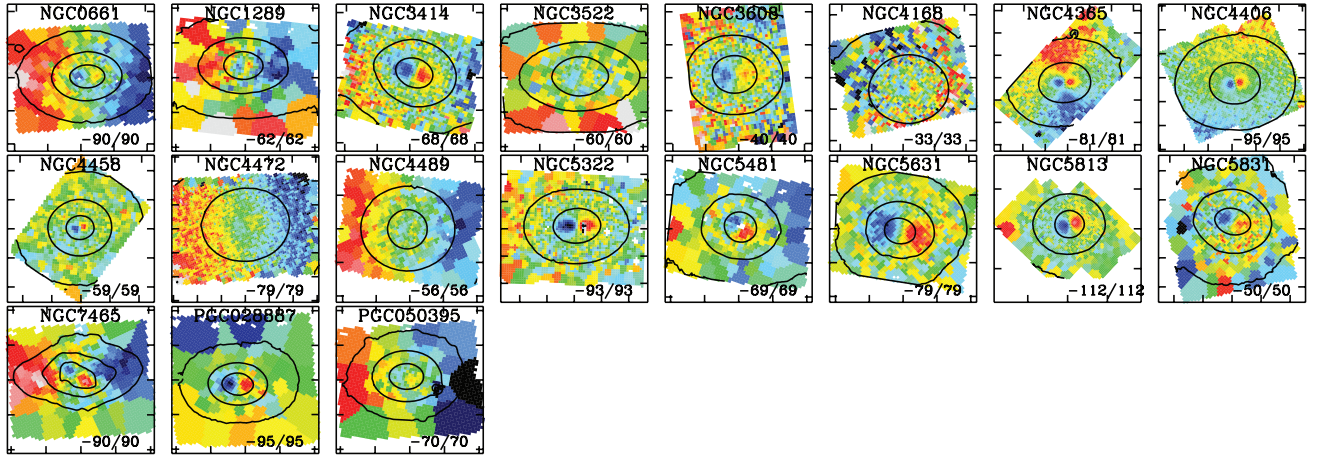 NGC0661 NGC1289 NGC3414 NGC3522 NGC3608 NGC4168 NGC4365 NGC4406
-90/90 -62/62 -68/68 -60/60 -40/40 -33/33 -81/81 -95/95
NGC4458 NGC4472 NGC4489 NGC5322 NGC5481 NGC5631 NGC5813 NGC5831
-59/59 -79/79 -56/56 -93/93 -69/69 -79/79 -112/112 -50/50
NGC7465 PGC028887 PGC050395
-90/90 -95/95 -70/70